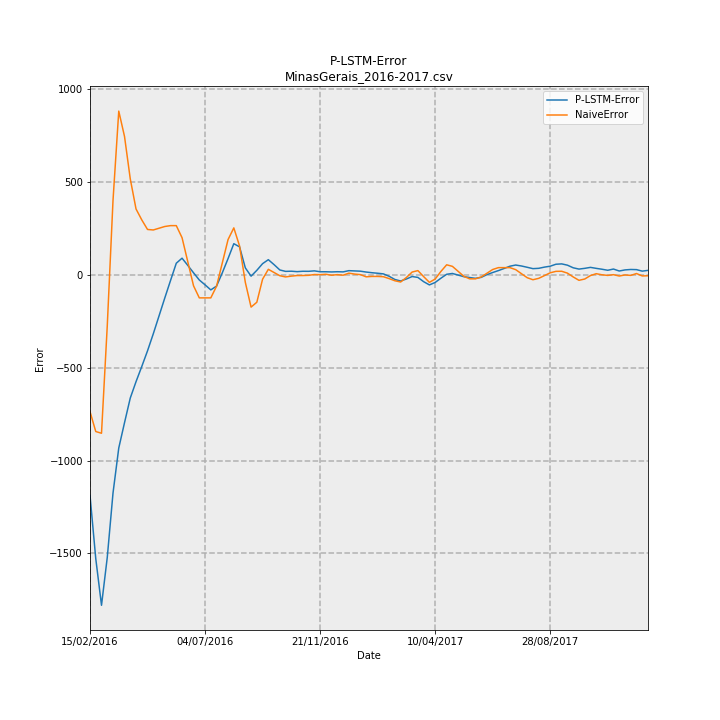 P-LSTM-Error
MinasGerais_2016-2017.csv
P-LSTM-Error
NaiveError
1000
500
0
−500
−1000
−1500
Error
15/02/2016
04/07/2016
21/11/2016
10/04/2017
28/08/2017
Date